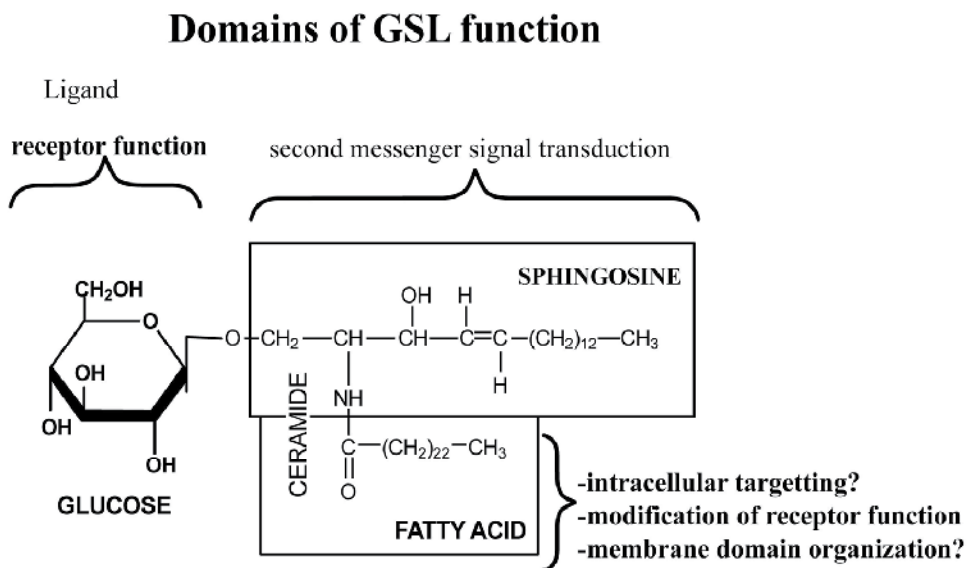 Domains of GSL function
Ligand
receptor function
second messenger signal transduction
SPHINGOSINE
CH₂OH
O
OH
OH
OH
GLUCOSE
OH H
O—CH₂—CH—CH—C=C—(CH₂)₁₂—CH₃
H
CERAMIDE
NH
C—(CH₂)₂₂—CH₃
O
FATTY ACID
-intracellular targetting?
-modification of receptor function
-membrane domain organization?